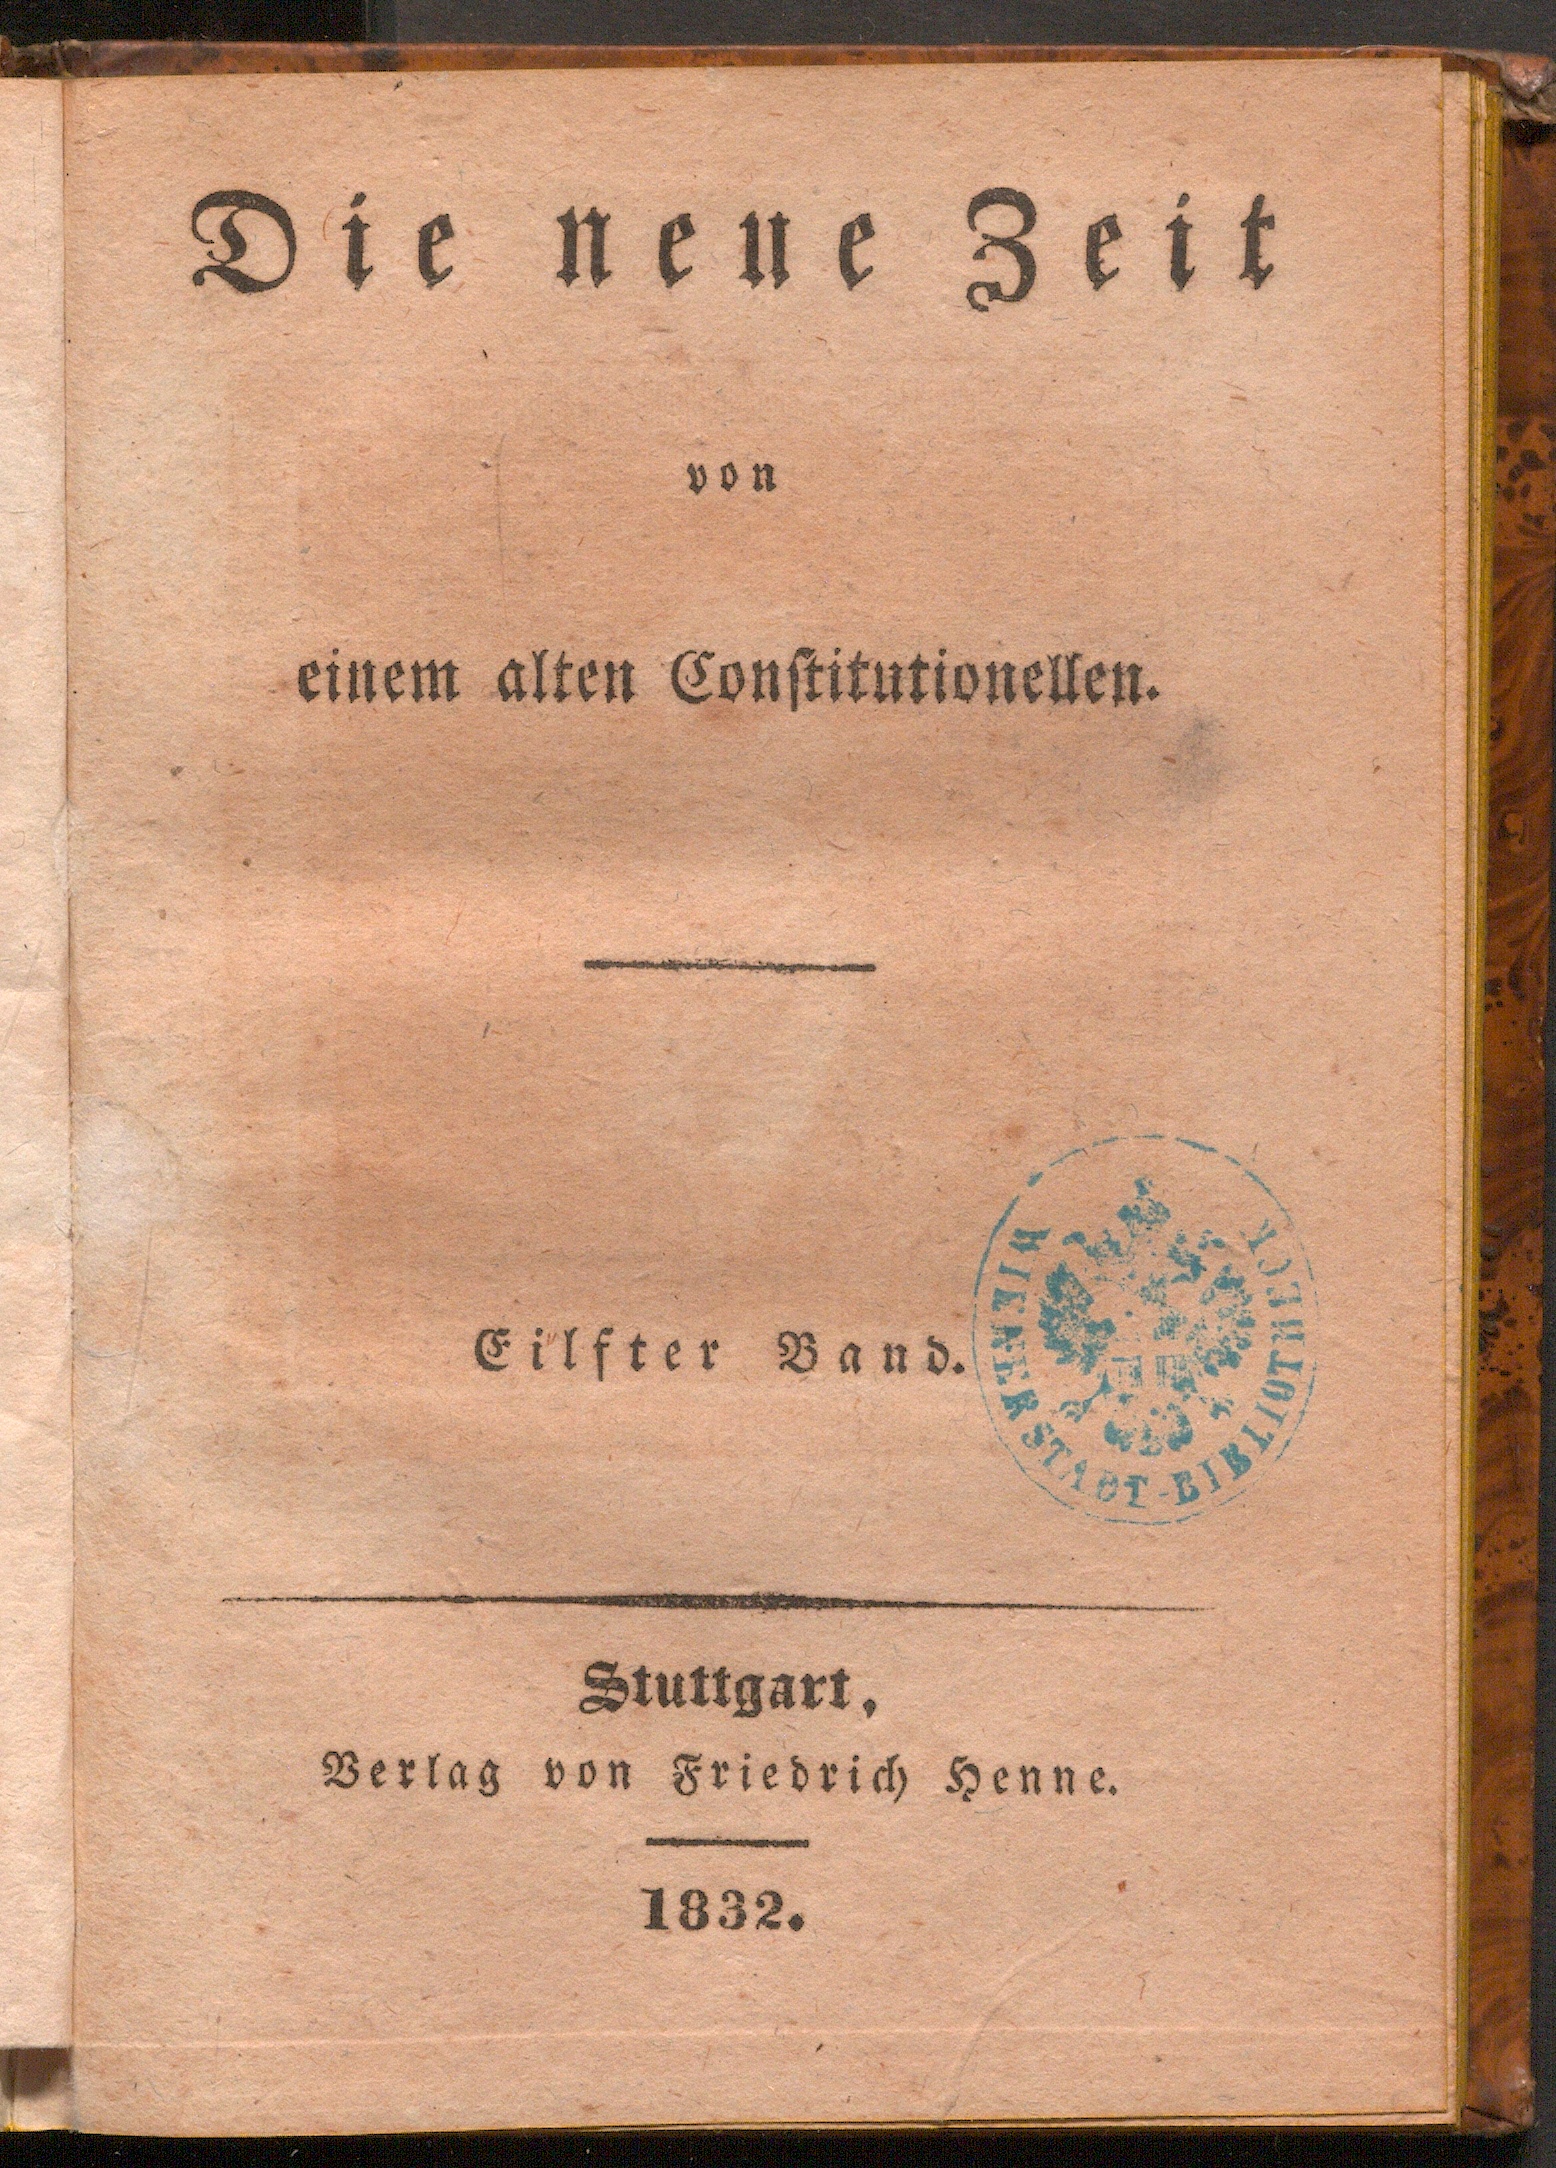 Die neue Zeit
von
einem alten Conſtitutionellen.
Eilfter Band.
WIENER STADT-BIBLIOTHEK
Stuttgart,
Verlag von Friedrich Henne.
1832.